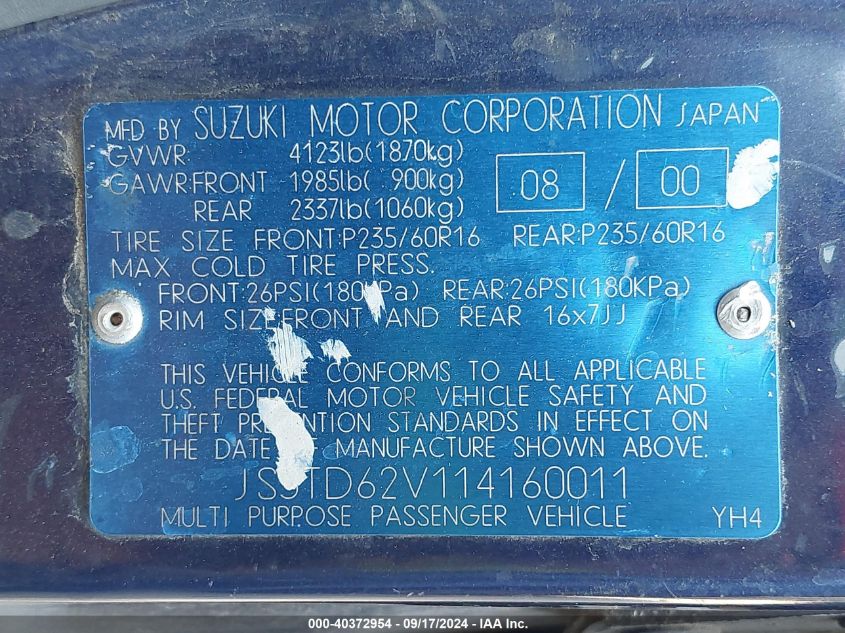 MFD BY SUZUKI MOTOR CORPORATION JAPAN
GVWR 4123lb(1870kg)
GAWR:FRONT 1985lb( 900kg) 08 / 00
REAR 2337lb(1060kg)
TIRE SIZE FRONT:P235/60R16 REAR:P235/60R16
MAX COLD TIRE PRESS.
FRONT:26PSI(180KPa) REAR:26PSI(180KPa)
RIM SIZE:FRONT AND REAR 16x7JJ
THIS VEHICLE CONFORMS TO ALL APPLICABLE
U.S. FEDERAL MOTOR VEHICLE SAFETY AND
THEFT PREVENTION STANDARDS IN EFFECT ON
THE DATE MANUFACTURE SHOWN ABOVE.
JS3TD62V114160011
MULTI PURPOSE PASSENGER VEHICLE YH4
000-40372954 - 09/17/2024 - IAA Inc.